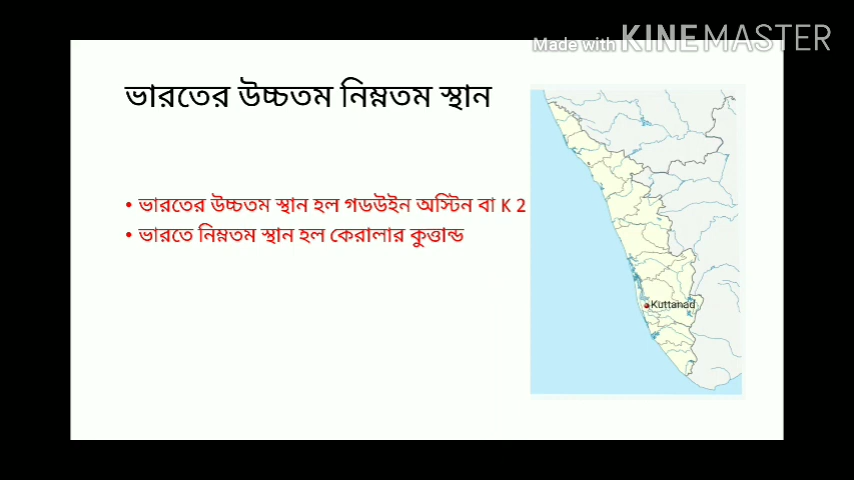 Made with KINEMASTER
ভারতের উচ্চতম নিম্নতম স্থান
• ভারতের উচ্চতম স্থান হল গডউইন অস্টিন বা K 2
• ভারতে নিম্নতম স্থান হল কেরালার কুত্তান্ড
Kuttanad